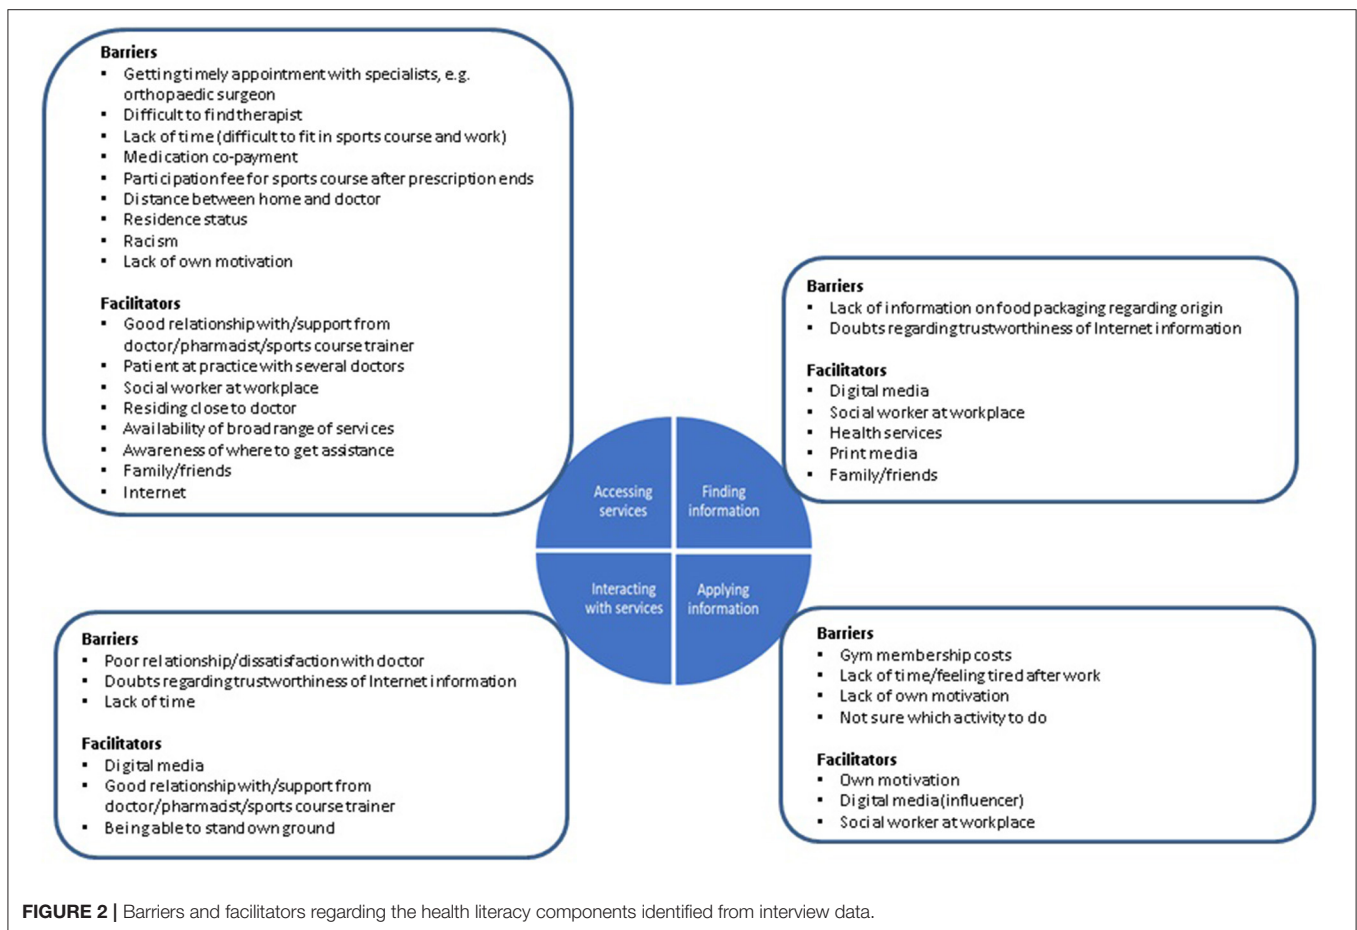 Barriers
▪ Getting timely appointment with specialists, e.g.
orthopaedic surgeon
▪ Difficult to find therapist
▪ Lack of time (difficult to fit in sports course and work)
▪ Medication co-payment
▪ Participation fee for sports course after prescription ends
▪ Distance between home and doctor
▪ Residence status
▪ Racism
▪ Lack of own motivation
Facilitators
▪ Good relationship with/support from
doctor/pharmacist/sports course trainer
▪ Patient at practice with several doctors
▪ Social worker at workplace
▪ Residing close to doctor
▪ Availability of broad range of services
▪ Awareness of where to get assistance
▪ Family/friends
▪ Internet
Barriers
▪ Lack of information on food packaging regarding origin
▪ Doubts regarding trustworthiness of Internet information
Facilitators
▪ Digital media
▪ Social worker at workplace
▪ Health services
▪ Print media
▪ Family/friends
Accessing
services
Finding
information
Interacting
with services
Applying
information
Barriers
▪ Poor relationship/dissatisfaction with doctor
▪ Doubts regarding trustworthiness of Internet information
▪ Lack of time
Facilitators
▪ Digital media
▪ Good relationship with/support from
doctor/pharmacist/sports course trainer
▪ Being able to stand own ground
Barriers
▪ Gym membership costs
▪ Lack of time/feeling tired after work
▪ Lack of own motivation
▪ Not sure which activity to do
Facilitators
▪ Own motivation
▪ Digital media (influencer)
▪ Social worker at workplace
FIGURE 2 | Barriers and facilitators regarding the health literacy components identified from interview data.